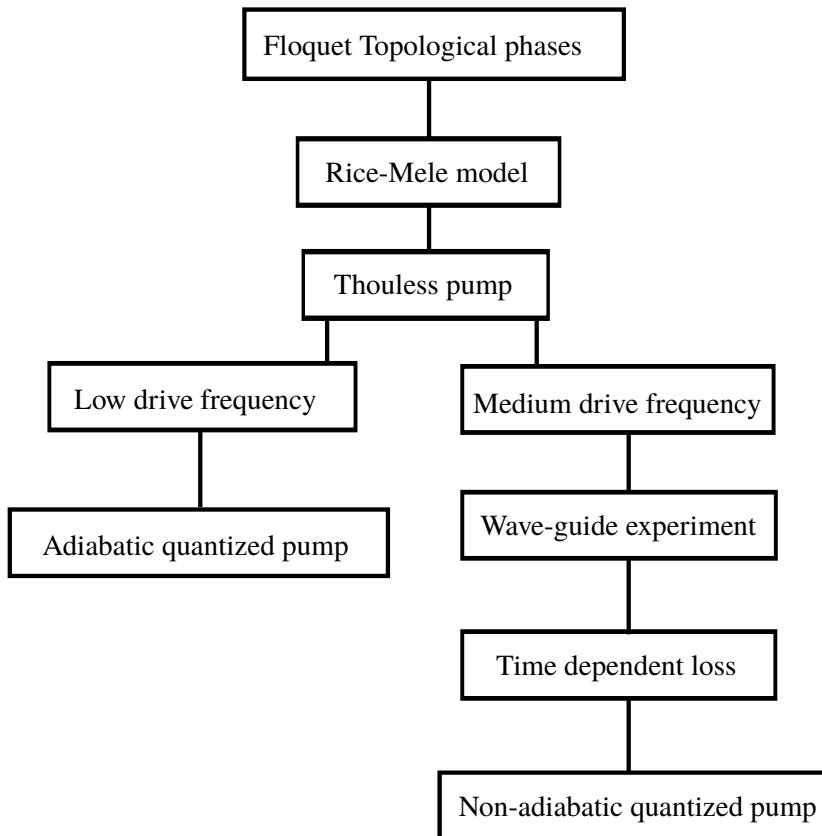 Floquet Topological phases
Rice-Mele model
Thouless pump
Low drive frequency
Medium drive frequency
Adiabatic quantized pump
Wave-guide experiment
Time dependent loss
Non-adiabatic quantized pump